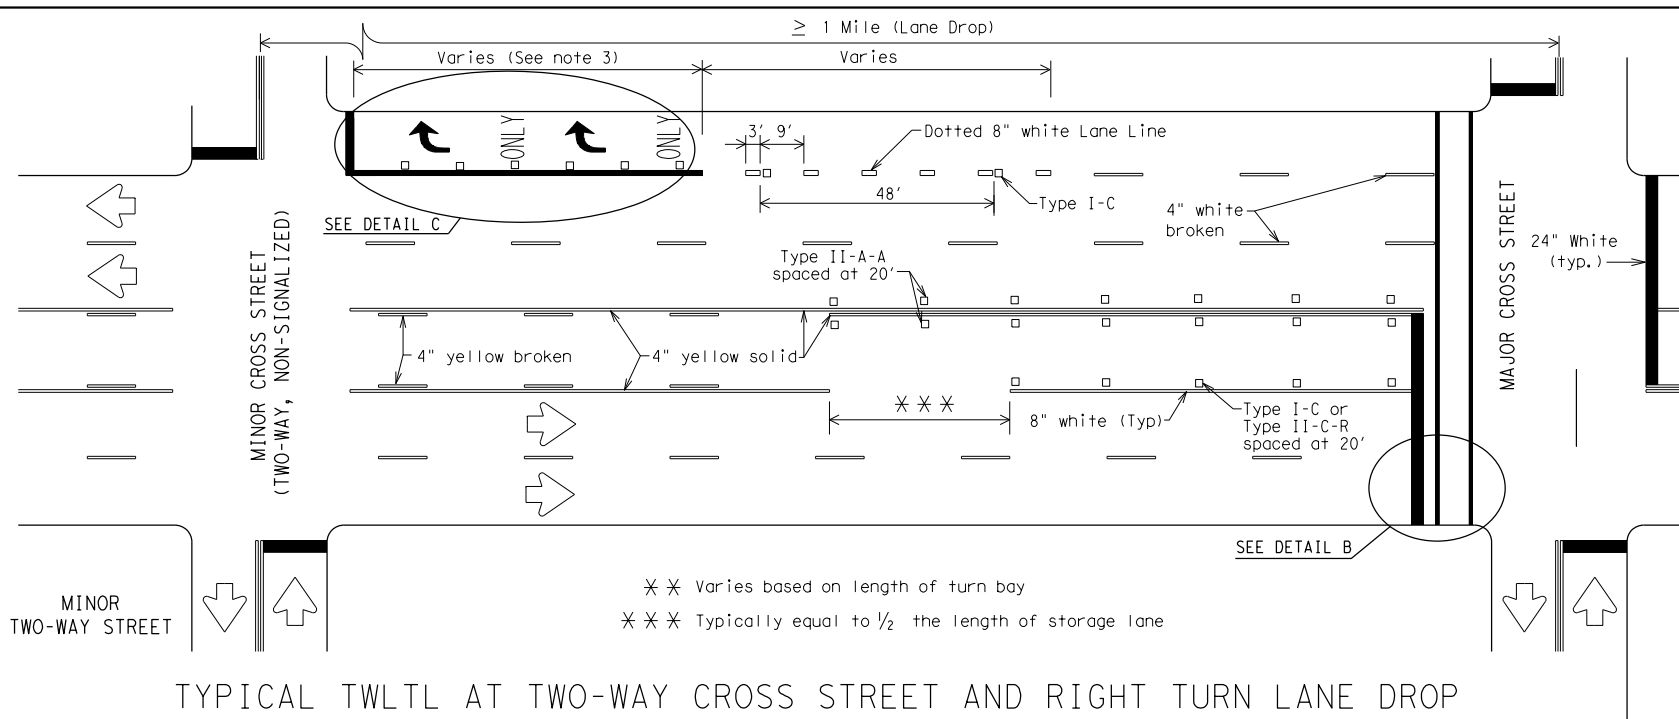 ≥ 1 Mile (Lane Drop)
Varies (See note 3)
Varies
ONLY
ONLY
3' 9'
Dotted 8" white Lane Line
48'
Type I-C
SEE DETAIL C
4" white
broken
Type II-A-A
spaced at 20'
24" White
(typ.)
MINOR CROSS STREET
(TWO-WAY, NON-SIGNALIZED)
MAJOR CROSS STREET
4" yellow broken
4" yellow solid
***
8" white (Typ)
Type I-C or
Type II-C-R
spaced at 20'
SEE DETAIL B
** Varies based on length of turn bay
*** Typically equal to ½ the length of storage lane
MINOR
TWO-WAY STREET
TYPICAL TWLTL AT TWO-WAY CROSS STREET AND RIGHT TURN LANE DROP